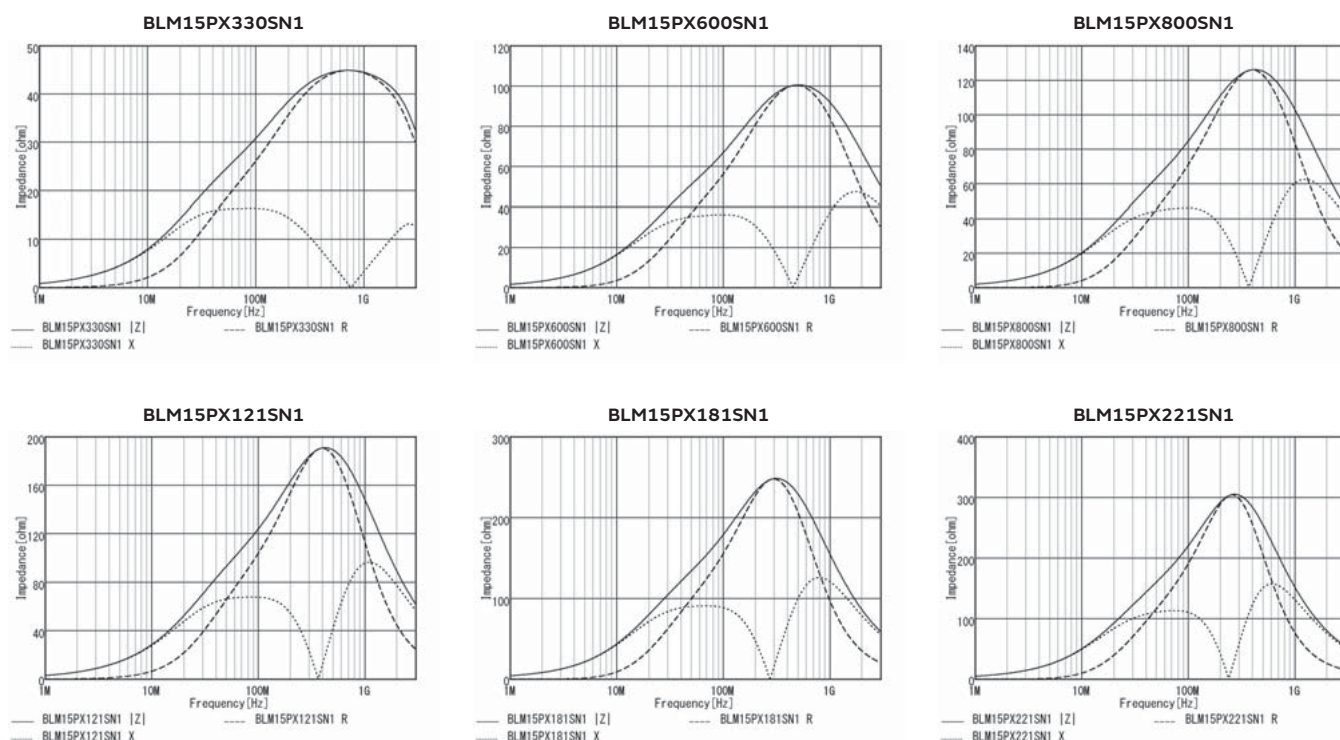 BLM15PX330SN1
Impedance[ohm]
50
40
30
20
10
0
1M 10M 100M 1G
Frequency[Hz]
BLM15PX330SN1 |Z| BLM15PX330SN1 R
BLM15PX330SN1 X
BLM15PX600SN1
Impedance[ohm]
120
100
80
60
40
20
0
1M 10M 100M 1G
Frequency[Hz]
BLM15PX600SN1 |Z| BLM15PX600SN1 R
BLM15PX600SN1 X
BLM15PX800SN1
Impedance[ohm]
140
120
100
80
60
40
20
0
1M 10M 100M 1G
Frequency[Hz]
BLM15PX800SN1 |Z| BLM15PX800SN1 R
BLM15PX800SN1 X
BLM15PX121SN1
Impedance[ohm]
200
160
120
80
40
0
1M 10M 100M 1G
Frequency[Hz]
BLM15PX121SN1 |Z| BLM15PX121SN1 R
BLM15PX121SN1 X
BLM15PX181SN1
Impedance[ohm]
300
200
100
0
1M 10M 100M 1G
Frequency[Hz]
BLM15PX181SN1 |Z| BLM15PX181SN1 R
BLM15PX181SN1 X
BLM15PX221SN1
Impedance[ohm]
400
300
200
100
0
1M 10M 100M 1G
Frequency[Hz]
BLM15PX221SN1 |Z| BLM15PX221SN1 R
BLM15PX221SN1 X